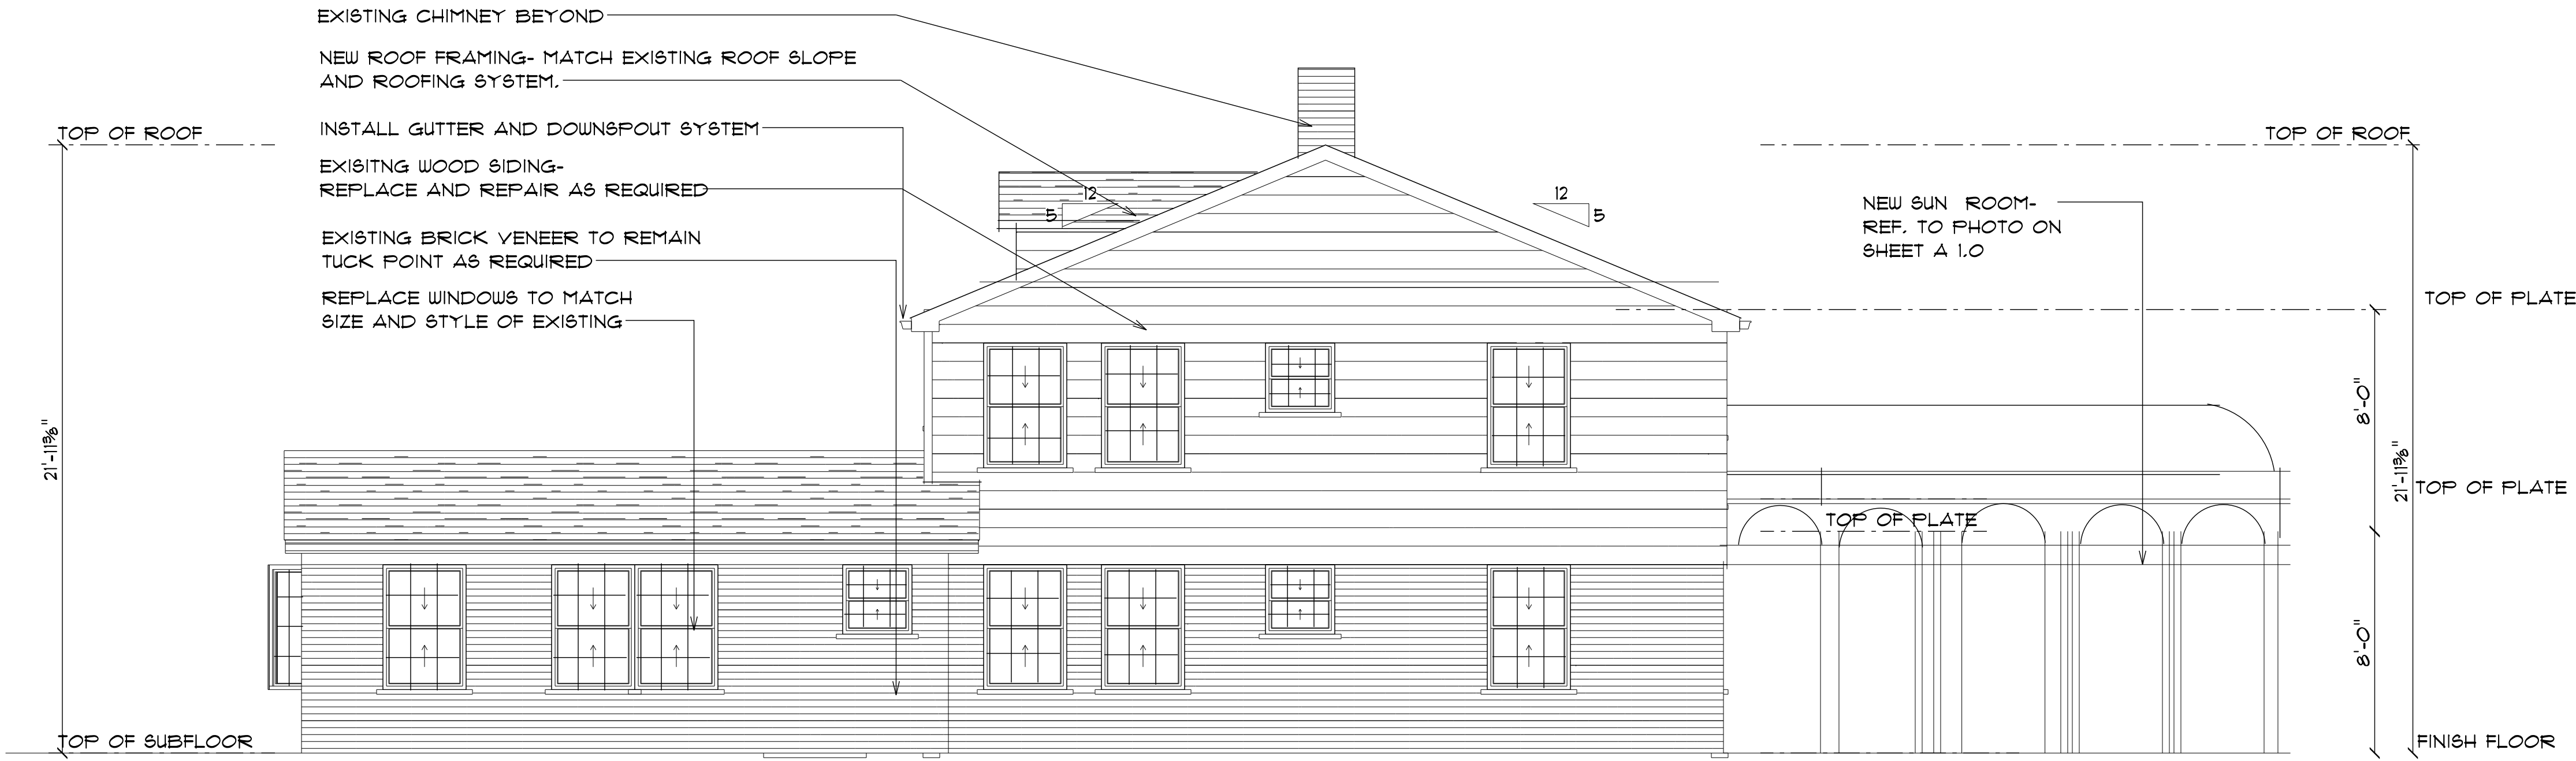 EXISTING CHIMNEY BEYOND
NEW ROOF FRAMING- MATCH EXISTING ROOF SLOPE
AND ROOFING SYSTEM.
INSTALL GUTTER AND DOWNSPOUT SYSTEM
EXISITNG WOOD SIDING-
REPLACE AND REPAIR AS REQUIRED
EXISTING BRICK VENEER TO REMAIN
TUCK POINT AS REQUIRED
REPLACE WINDOWS TO MATCH
SIZE AND STYLE OF EXISTING
TOP OF ROOF
21'-11⅜"
TOP OF SUBFLOOR
12
5
12
5
NEW SUN ROOM-
REF. TO PHOTO ON
SHEET A 1.0
TOP OF ROOF
TOP OF PLATE
8'-0"
21'-11⅜"
TOP OF PLATE
TOP OF PLATE
8'-0"
FINISH FLOOR